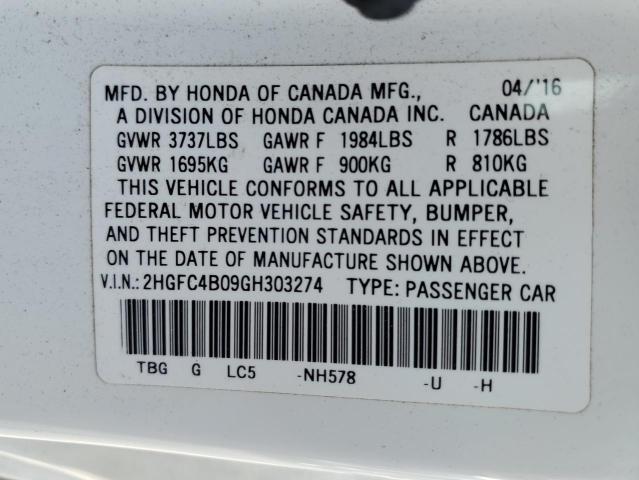 MFD. BY HONDA OF CANADA MFG., 04/'16
A DIVISION OF HONDA CANADA INC. CANADA
GVWR 3737LBS GAWR F 1984LBS R 1786LBS
GVWR 1695KG GAWR F 900KG R 810KG
THIS VEHICLE CONFORMS TO ALL APPLICABLE
FEDERAL MOTOR VEHICLE SAFETY, BUMPER,
AND THEFT PREVENTION STANDARDS IN EFFECT
ON THE DATE OF MANUFACTURE SHOWN ABOVE.
V.I.N.: 2HGFC4B09GH303274 TYPE: PASSENGER CAR
TBG G LC5 -NH578 -U -H